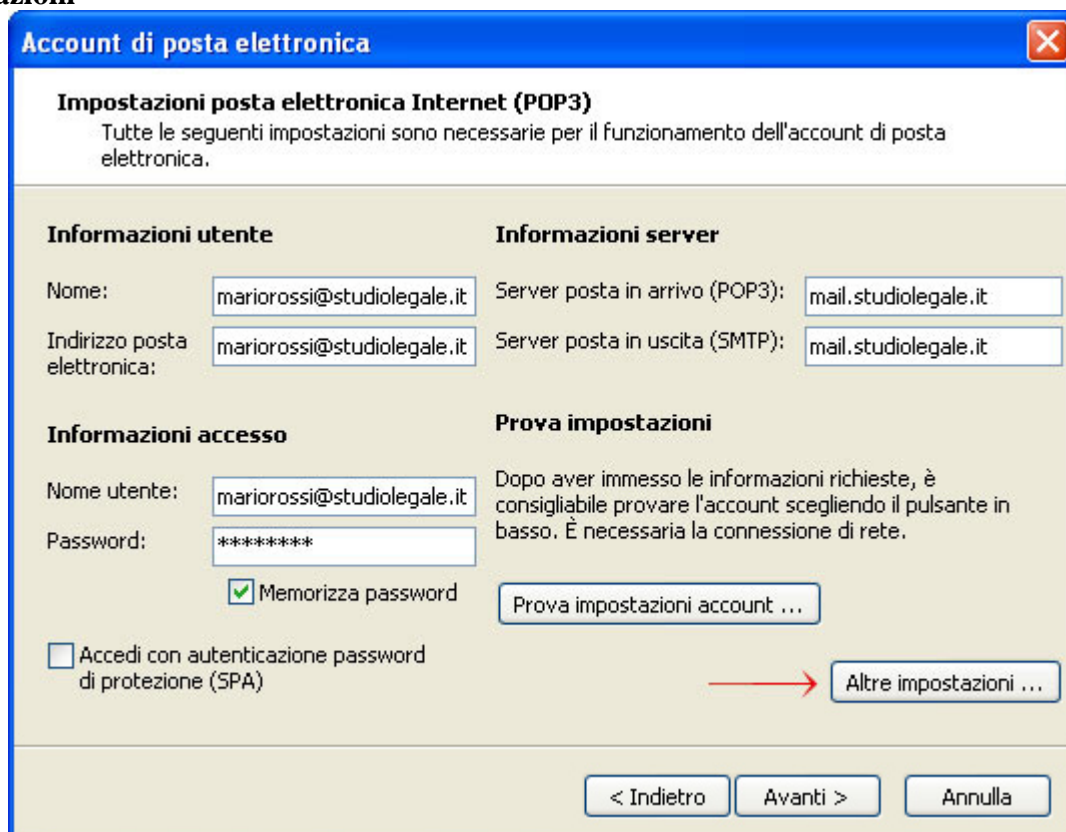 Account di posta elettronica
Impostazioni posta elettronica Internet (POP3)
Tutte le seguenti impostazioni sono necessarie per il funzionamento dell'account di posta
elettronica.
Informazioni utente
Nome: mariorossi@studiolegale.it
Indirizzo posta
elettronica: mariorossi@studiolegale.it
Informazioni server
Server posta in arrivo (POP3): mail.studiolegale.it
Server posta in uscita (SMTP): mail.studiolegale.it
Informazioni accesso
Nome utente: mariorossi@studiolegale.it
Password: ********
Memorizza password
Accedi con autenticazione password
di protezione (SPA)
Prova impostazioni
Dopo aver immesso le informazioni richieste, è
consigliabile provare l'account scegliendo il pulsante in
basso. È necessaria la connessione di rete.
Prova impostazioni account ...
Altre impostazioni ...
< Indietro
Avanti >
Annulla